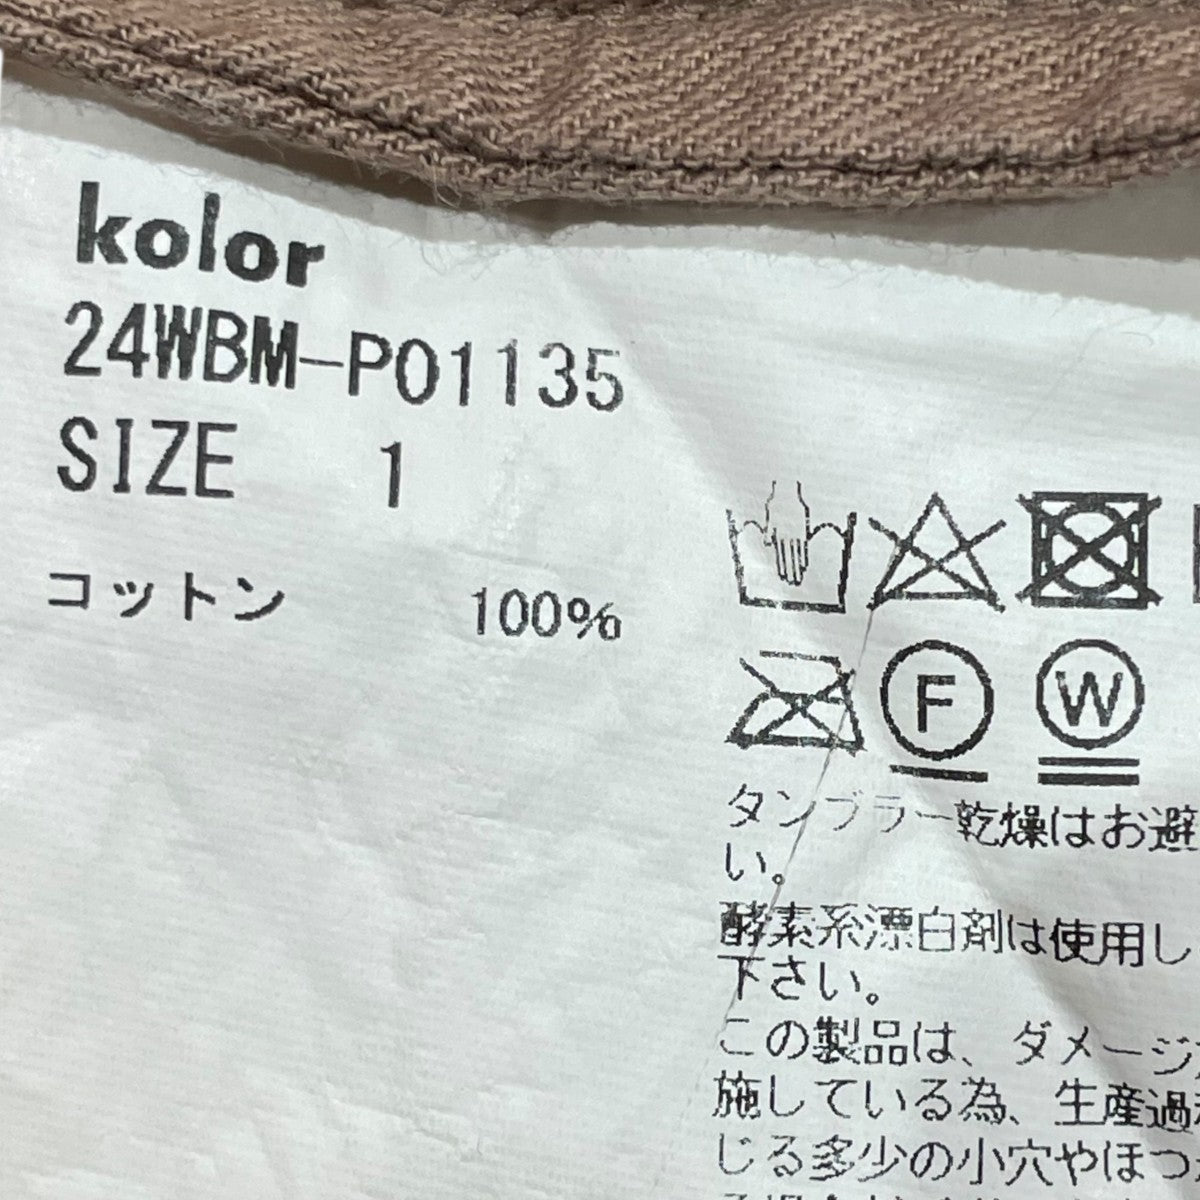 kolor
24WBM-P01135
SIZE 1
コットン 100%
F
W
タンブラー乾燥はお避
い。
酵素系漂白剤は使用し
下さい。
この製品は、ダメージ
施している為、生産過
じる多少の小穴やほつ